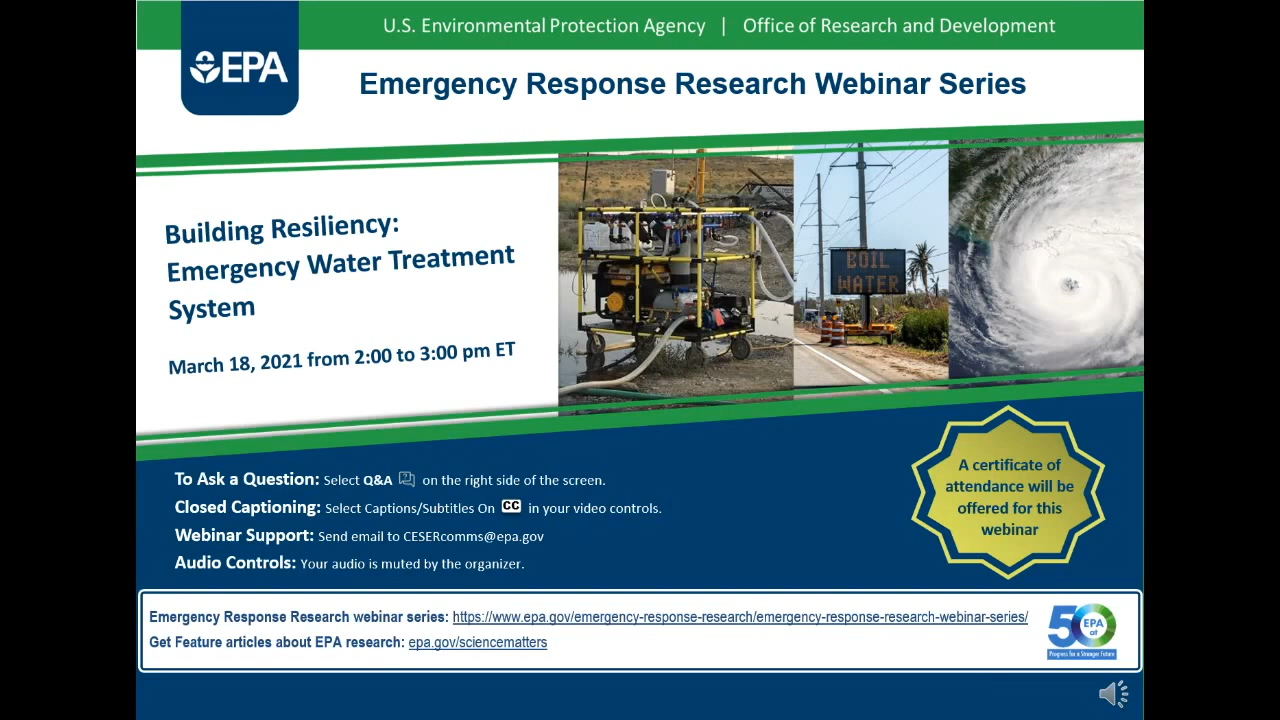 U.S. Environmental Protection Agency | Office of Research and Development
EPA
Emergency Response Research Webinar Series
Building Resiliency:
Emergency Water Treatment
System
March 18, 2021 from 2:00 to 3:00 pm ET
BOIL
WATER
To Ask a Question: Select Q&A on the right side of the screen.
Closed Captioning: Select Captions/Subtitles On CC in your video controls.
Webinar Support: Send email to CESERcomms@epa.gov
Audio Controls: Your audio is muted by the organizer.
A certificate of
attendance will be
offered for this
webinar
Emergency Response Research webinar series: https://www.epa.gov/emergency-response-research/emergency-response-research-webinar-series/
Get Feature articles about EPA research: epa.gov/sciencematters
50
EPA
at
Progress for a Stronger Future